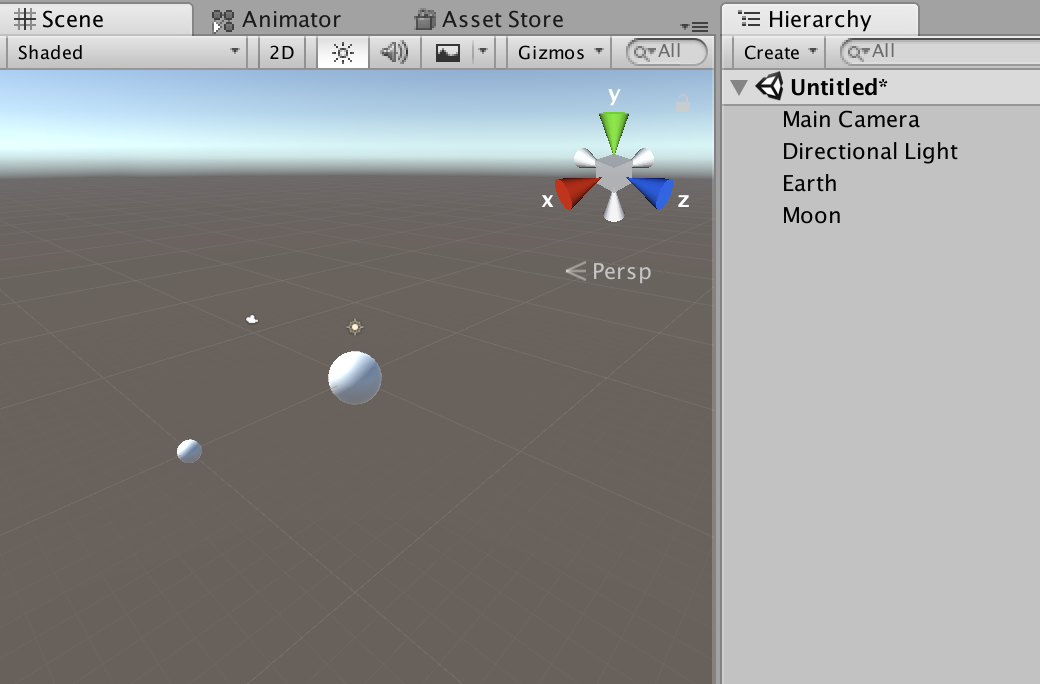 Scene Animator Asset Store
Shaded 2D Gizmos All
y
x z
Persp
Hierarchy
Create All
Untitled*
Main Camera
Directional Light
Earth
Moon